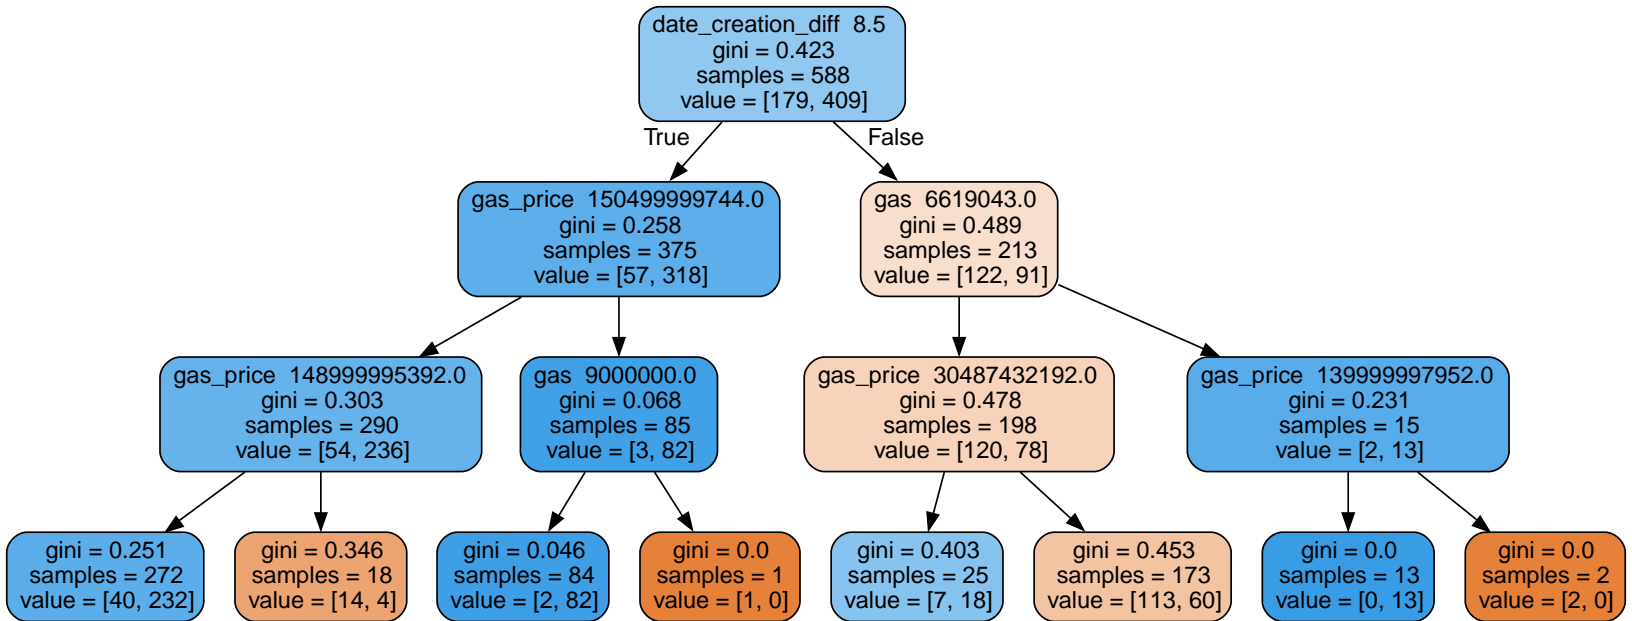 date_creation_diff  8.5
gini = 0.423
samples = 588
value = [179, 409]
True
False
gas_price  150499999744.0
gini = 0.258
samples = 375
value = [57, 318]
gas  6619043.0
gini = 0.489
samples = 213
value = [122, 91]
gas_price  148999995392.0
gini = 0.303
samples = 290
value = [54, 236]
gas  9000000.0
gini = 0.068
samples = 85
value = [3, 82]
gas_price  30487432192.0
gini = 0.478
samples = 198
value = [120, 78]
gas_price  139999997952.0
gini = 0.231
samples = 15
value = [2, 13]
gini = 0.251
samples = 272
value = [40, 232]
gini = 0.346
samples = 18
value = [14, 4]
gini = 0.046
samples = 84
value = [2, 82]
gini = 0.0
samples = 1
value = [1, 0]
gini = 0.403
samples = 25
value = [7, 18]
gini = 0.453
samples = 173
value = [113, 60]
gini = 0.0
samples = 13
value = [0, 13]
gini = 0.0
samples = 2
value = [2, 0]